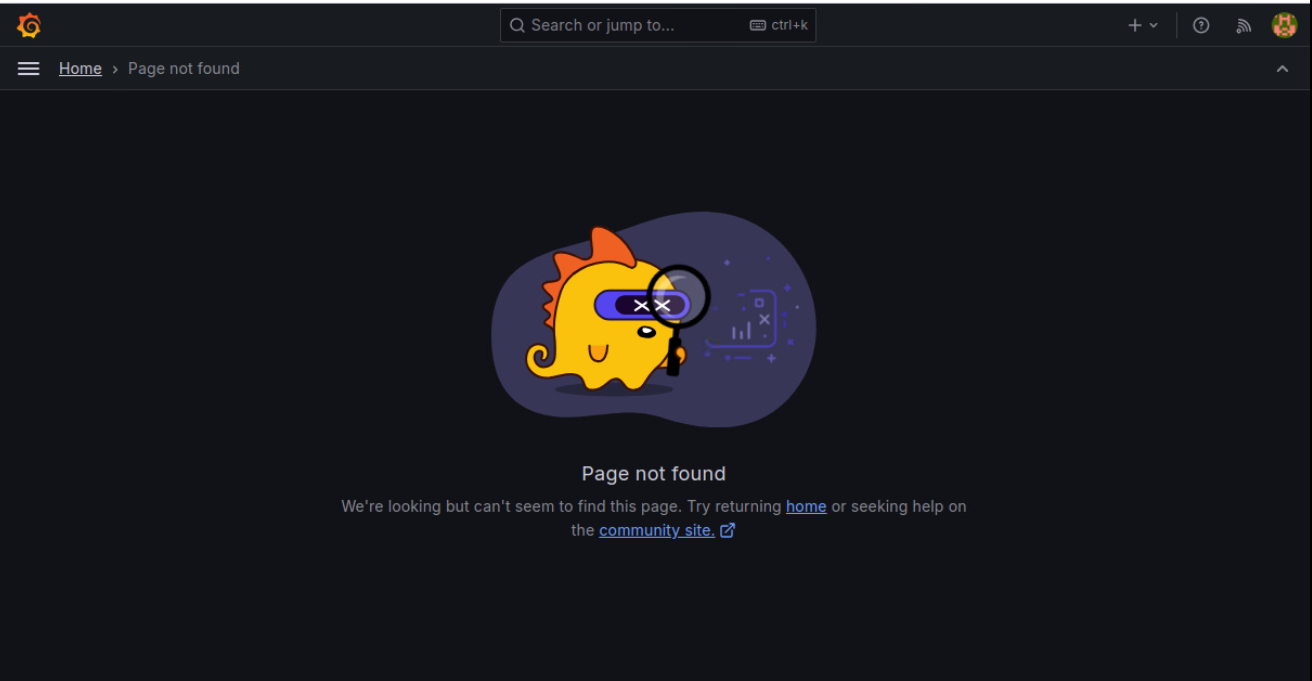 Search or jump to... ctrl+k
Home › Page not found
Page not found
We're looking but can't seem to find this page. Try returning home or seeking help on
the community site.